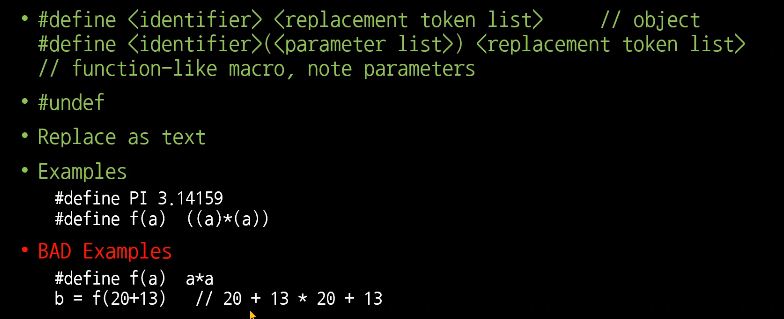 • #define <identifier> <replacement token list> // object
#define <identifier>(<parameter list>) <replacement token list>
// function-like macro, note parameters
• #undef
• Replace as text
• Examples
#define PI 3.14159
#define f(a) ((a)*(a))
• BAD Examples
#define f(a) a*a
b = f(20+13) // 20 + 13 * 20 + 13